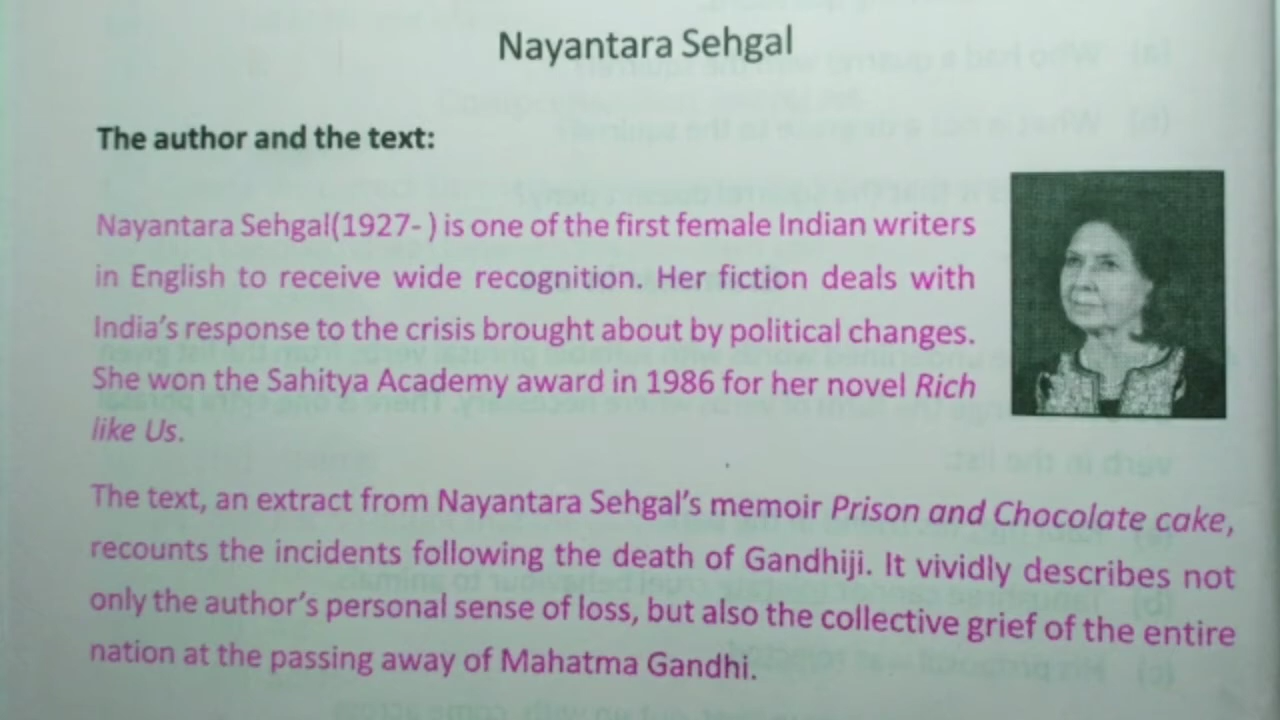 Nayantara Sehgal
The author and the text:
Nayantara Sehgal(1927- ) is one of the first female Indian writers
in English to receive wide recognition. Her fiction deals with
India's response to the crisis brought about by political changes.
She won the Sahitya Academy award in 1986 for her novel Rich
like Us.
The text, an extract from Nayantara Sehgal's memoir Prison and Chocolate cake,
recounts the incidents following the death of Gandhiji. It vividly describes not
only the author's personal sense of loss, but also the collective grief of the entire
nation at the passing away of Mahatma Gandhi.